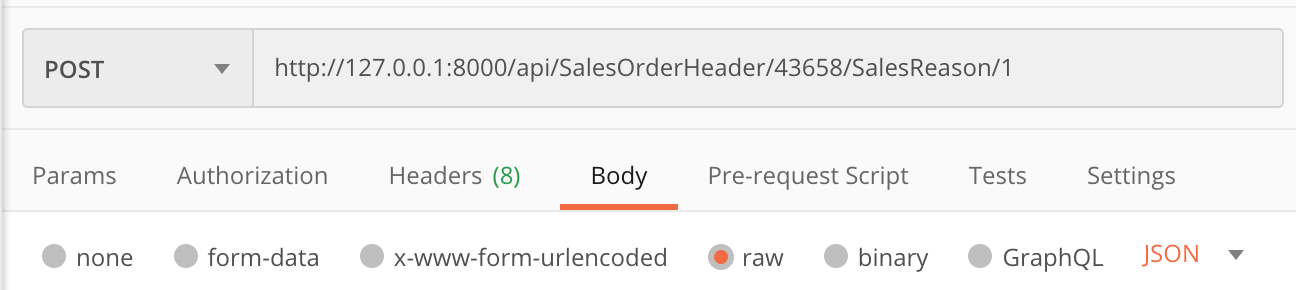 POST http://127.0.0.1:8000/api/SalesOrderHeader/43658/SalesReason/1
Params Authorization Headers (8) Body Pre-request Script Tests Settings
none form-data x-www-form-urlencoded raw binary GraphQL JSON